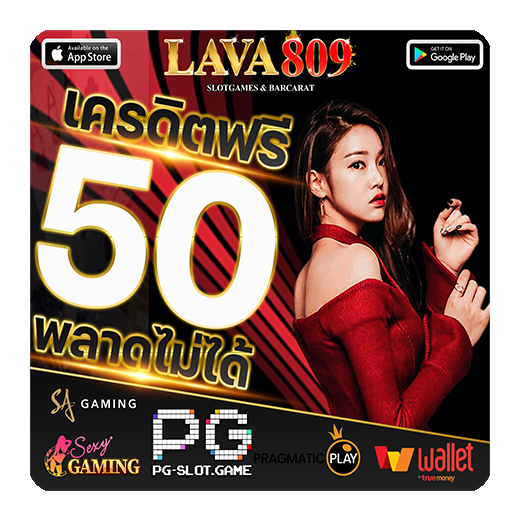 Available on the
App Store
LAVA809
SLOTGAMES & BARCARAT
GET IT ON
Google Play
เครดิตฟรี
50
พลาดไม่ได้
SA GAMING
Sexy
GAMING
PG
PG-SLOT.GAME
PRAGMATIC
PLAY
wallet
by truemoney